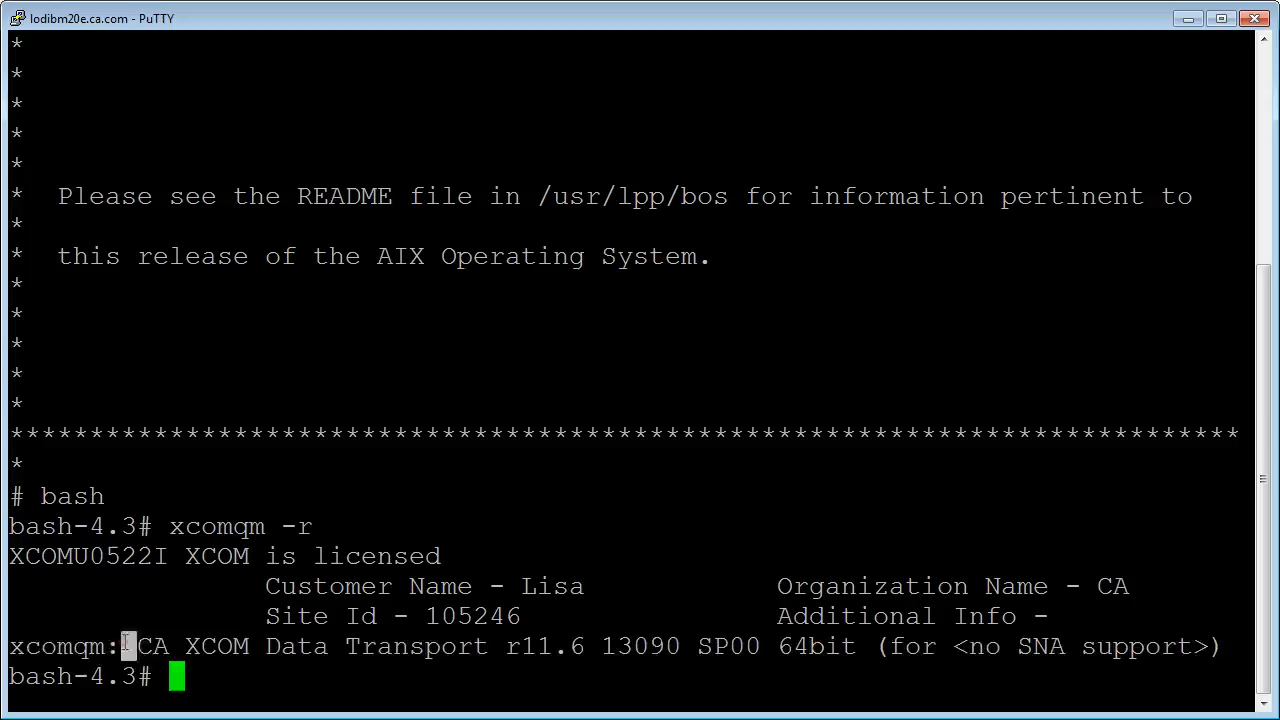 lodibm20e.ca.com - PuTTY
*
*
*
*
*
* Please see the README file in /usr/lpp/bos for information pertinent to
*
* this release of the AIX Operating System.
*
*
*
*
*
*****************************************************************************
*
# bash
bash-4.3# xcomqm -r
XCOMU0522I XCOM is licensed
Customer Name - Lisa Organization Name - CA
Site Id - 105246 Additional Info -
xcomqm: CA XCOM Data Transport r11.6 13090 SP00 64bit (for <no SNA support>)
bash-4.3#